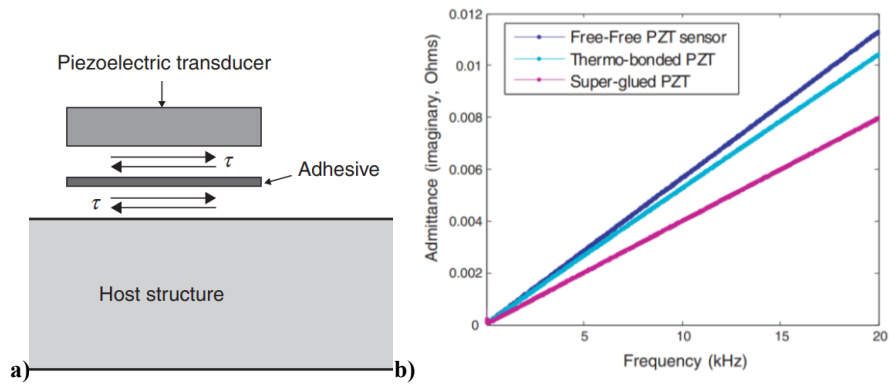 Piezoelectric transducer
τ
Adhesive
τ
Host structure
a)
0.012
0.01
0.008
0.006
0.004
0.002
0
Admittance (imaginary, Ohms)
Free-Free PZT sensor
Thermo-bonded PZT
Super-glued PZT
5
10
15
20
Frequency (kHz)
b)